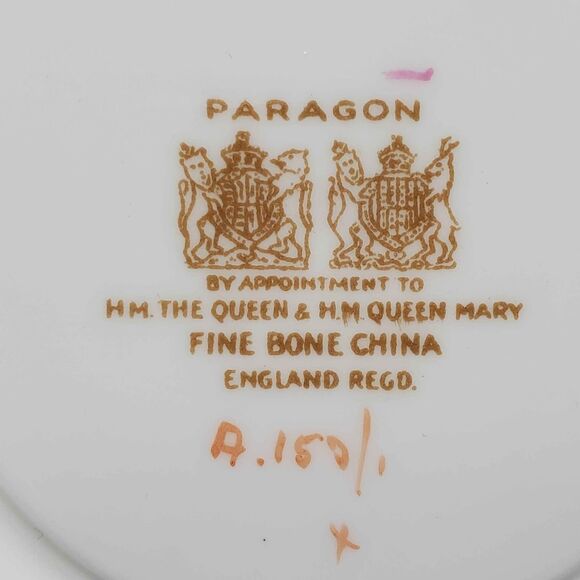 PARAGON
BY APPOINTMENT TO
H.M. THE QUEEN & H.M. QUEEN MARY
FINE BONE CHINA
ENGLAND REGD.
A.150/1
x